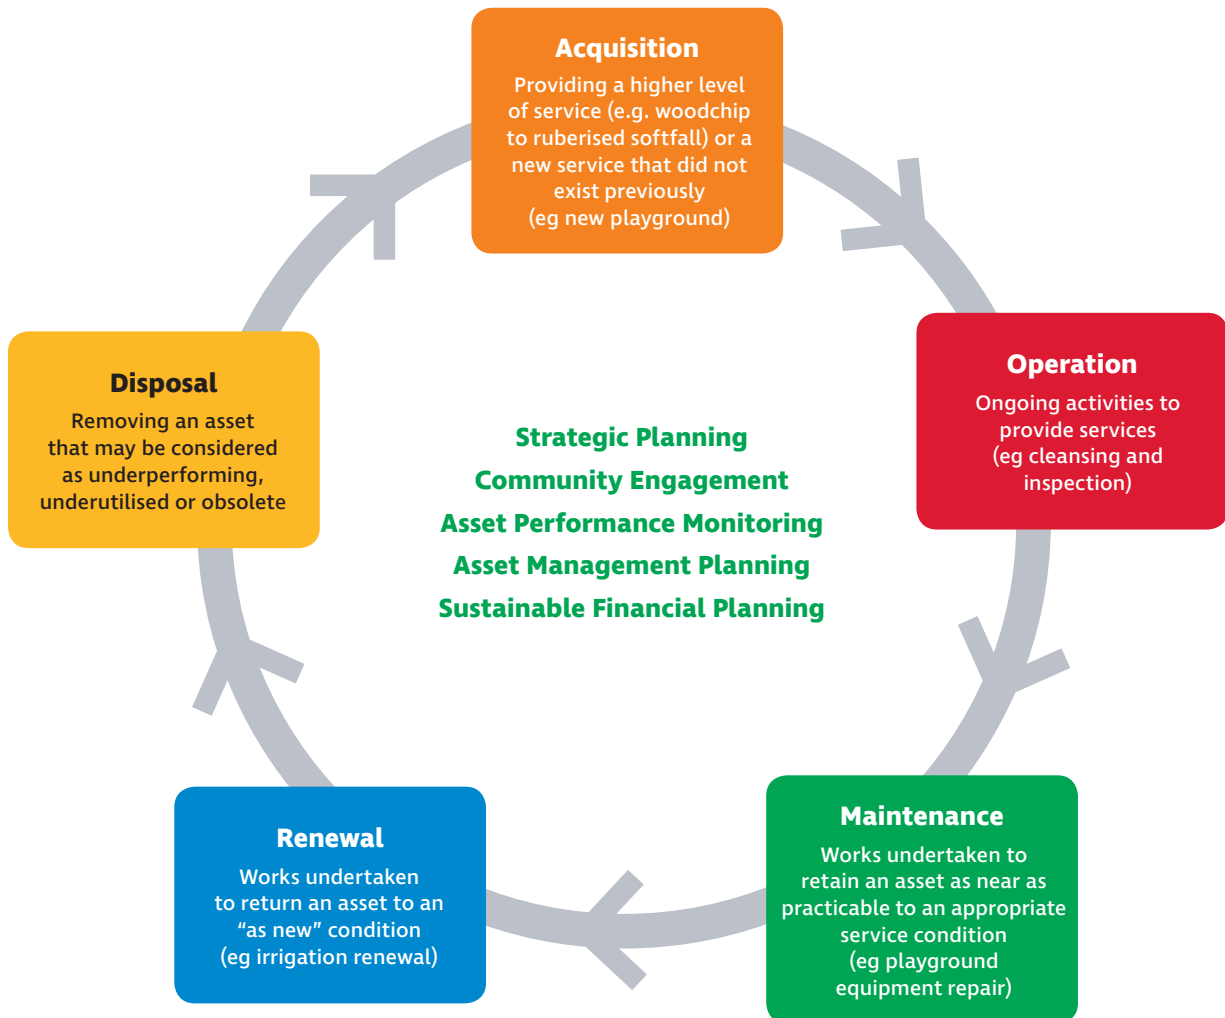 Acquisition
Providing a higher level
of service (e.g. woodchip
to ruberised softfall) or a
new service that did not
exist previously
(eg new playground)
Operation
Ongoing activities to
provide services
(eg cleansing and
inspection)
Disposal
Removing an asset
that may be considered
as underperforming,
underutilised or obsolete
Strategic Planning
Community Engagement
Asset Performance Monitoring
Asset Management Planning
Sustainable Financial Planning
Maintenance
Works undertaken to
retain an asset as near as
practicable to an appropriate
service condition
(eg playground
equipment repair)
Renewal
Works undertaken
to return an asset to an
“as new” condition
(eg irrigation renewal)